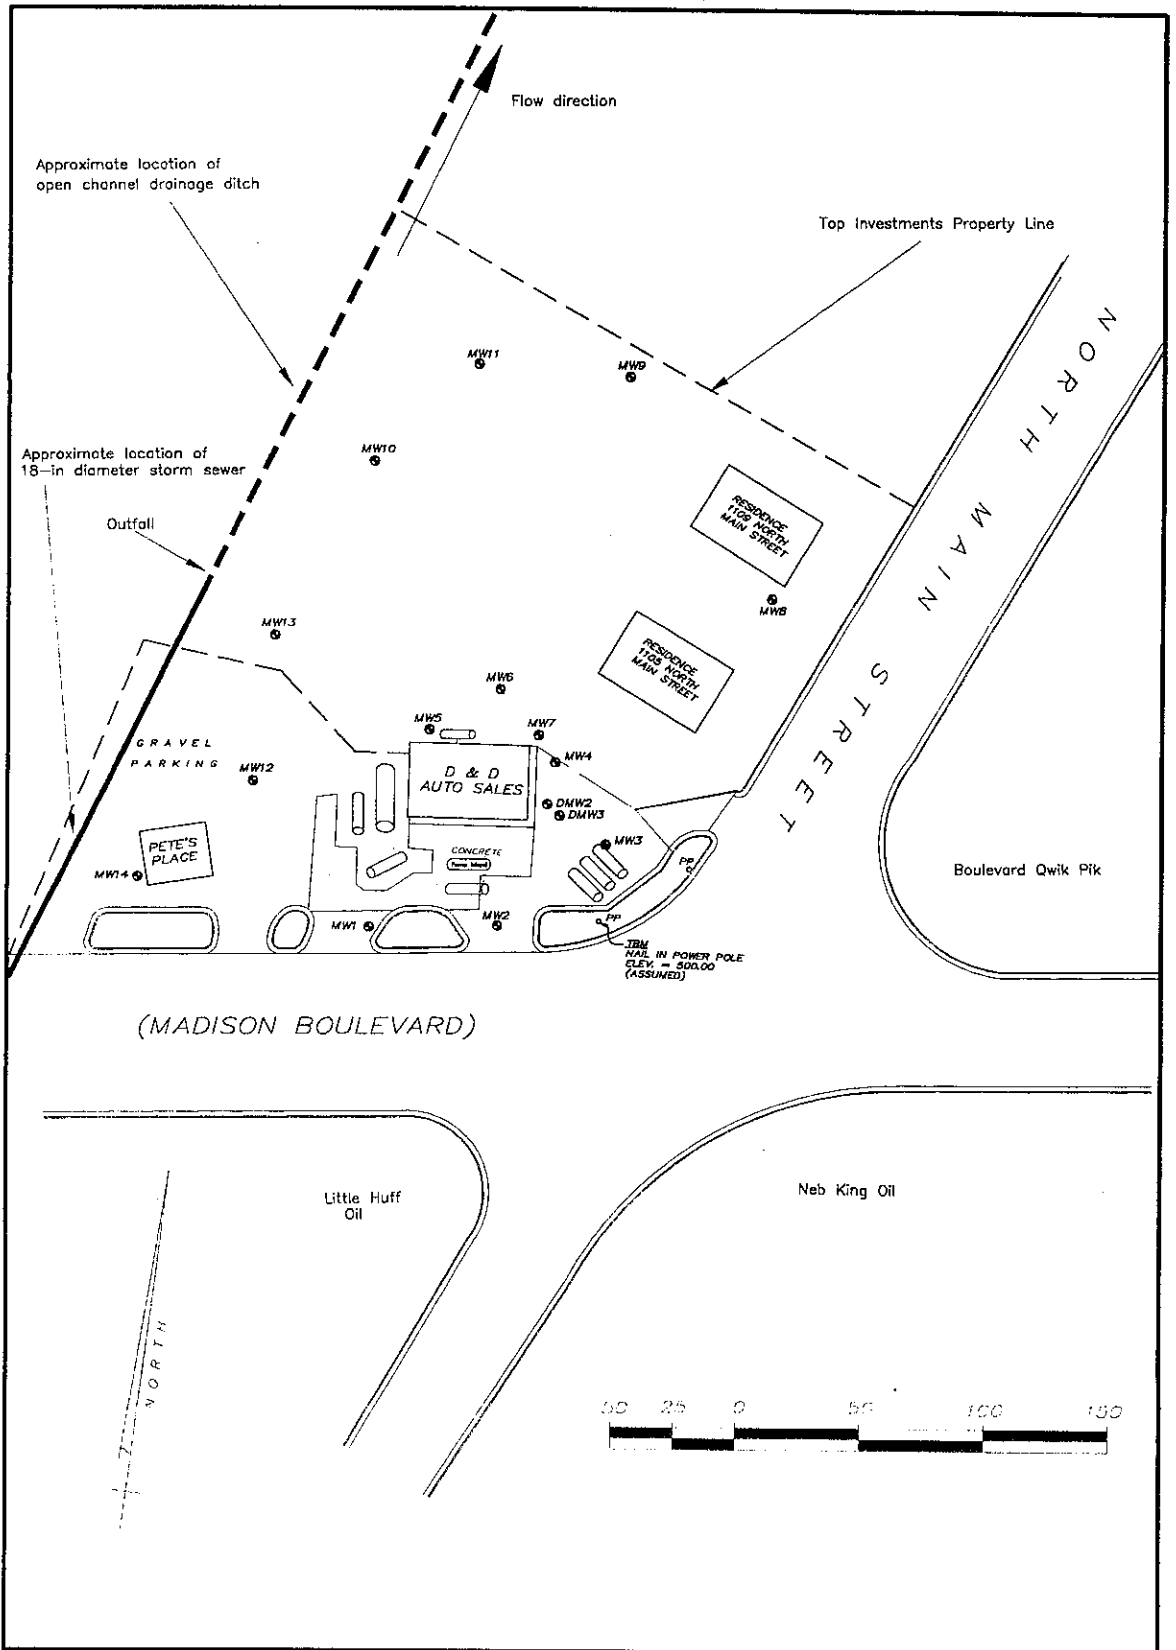 Flow direction
Approximate location of
open channel drainage ditch
Top Investments Property Line
NORTH MAIN STREET
MW11
MW9
MW10
Approximate location of
18-in diameter storm sewer
Outfall
RESIDENCE
1109 NORTH
MAIN STREET
MW8
MW13
RESIDENCE
1105 NORTH
MAIN STREET
MW6
MW5
MW7
GRAVEL
PARKING
MW12
MW4
D & D
AUTO SALES
DMW2
DMW3
PETE'S
PLACE
CONCRETE
Pump Island
MW3
PP
MW14
Boulevard Qwik Pik
MW1
MW2
PP
TBM
NAIL IN POWER POLE
ELEV. = 500.00
(ASSUMED)
(MADISON BOULEVARD)
Little Huff
Oil
Neb King Oil
NORTH
50 25 0 50 100 150